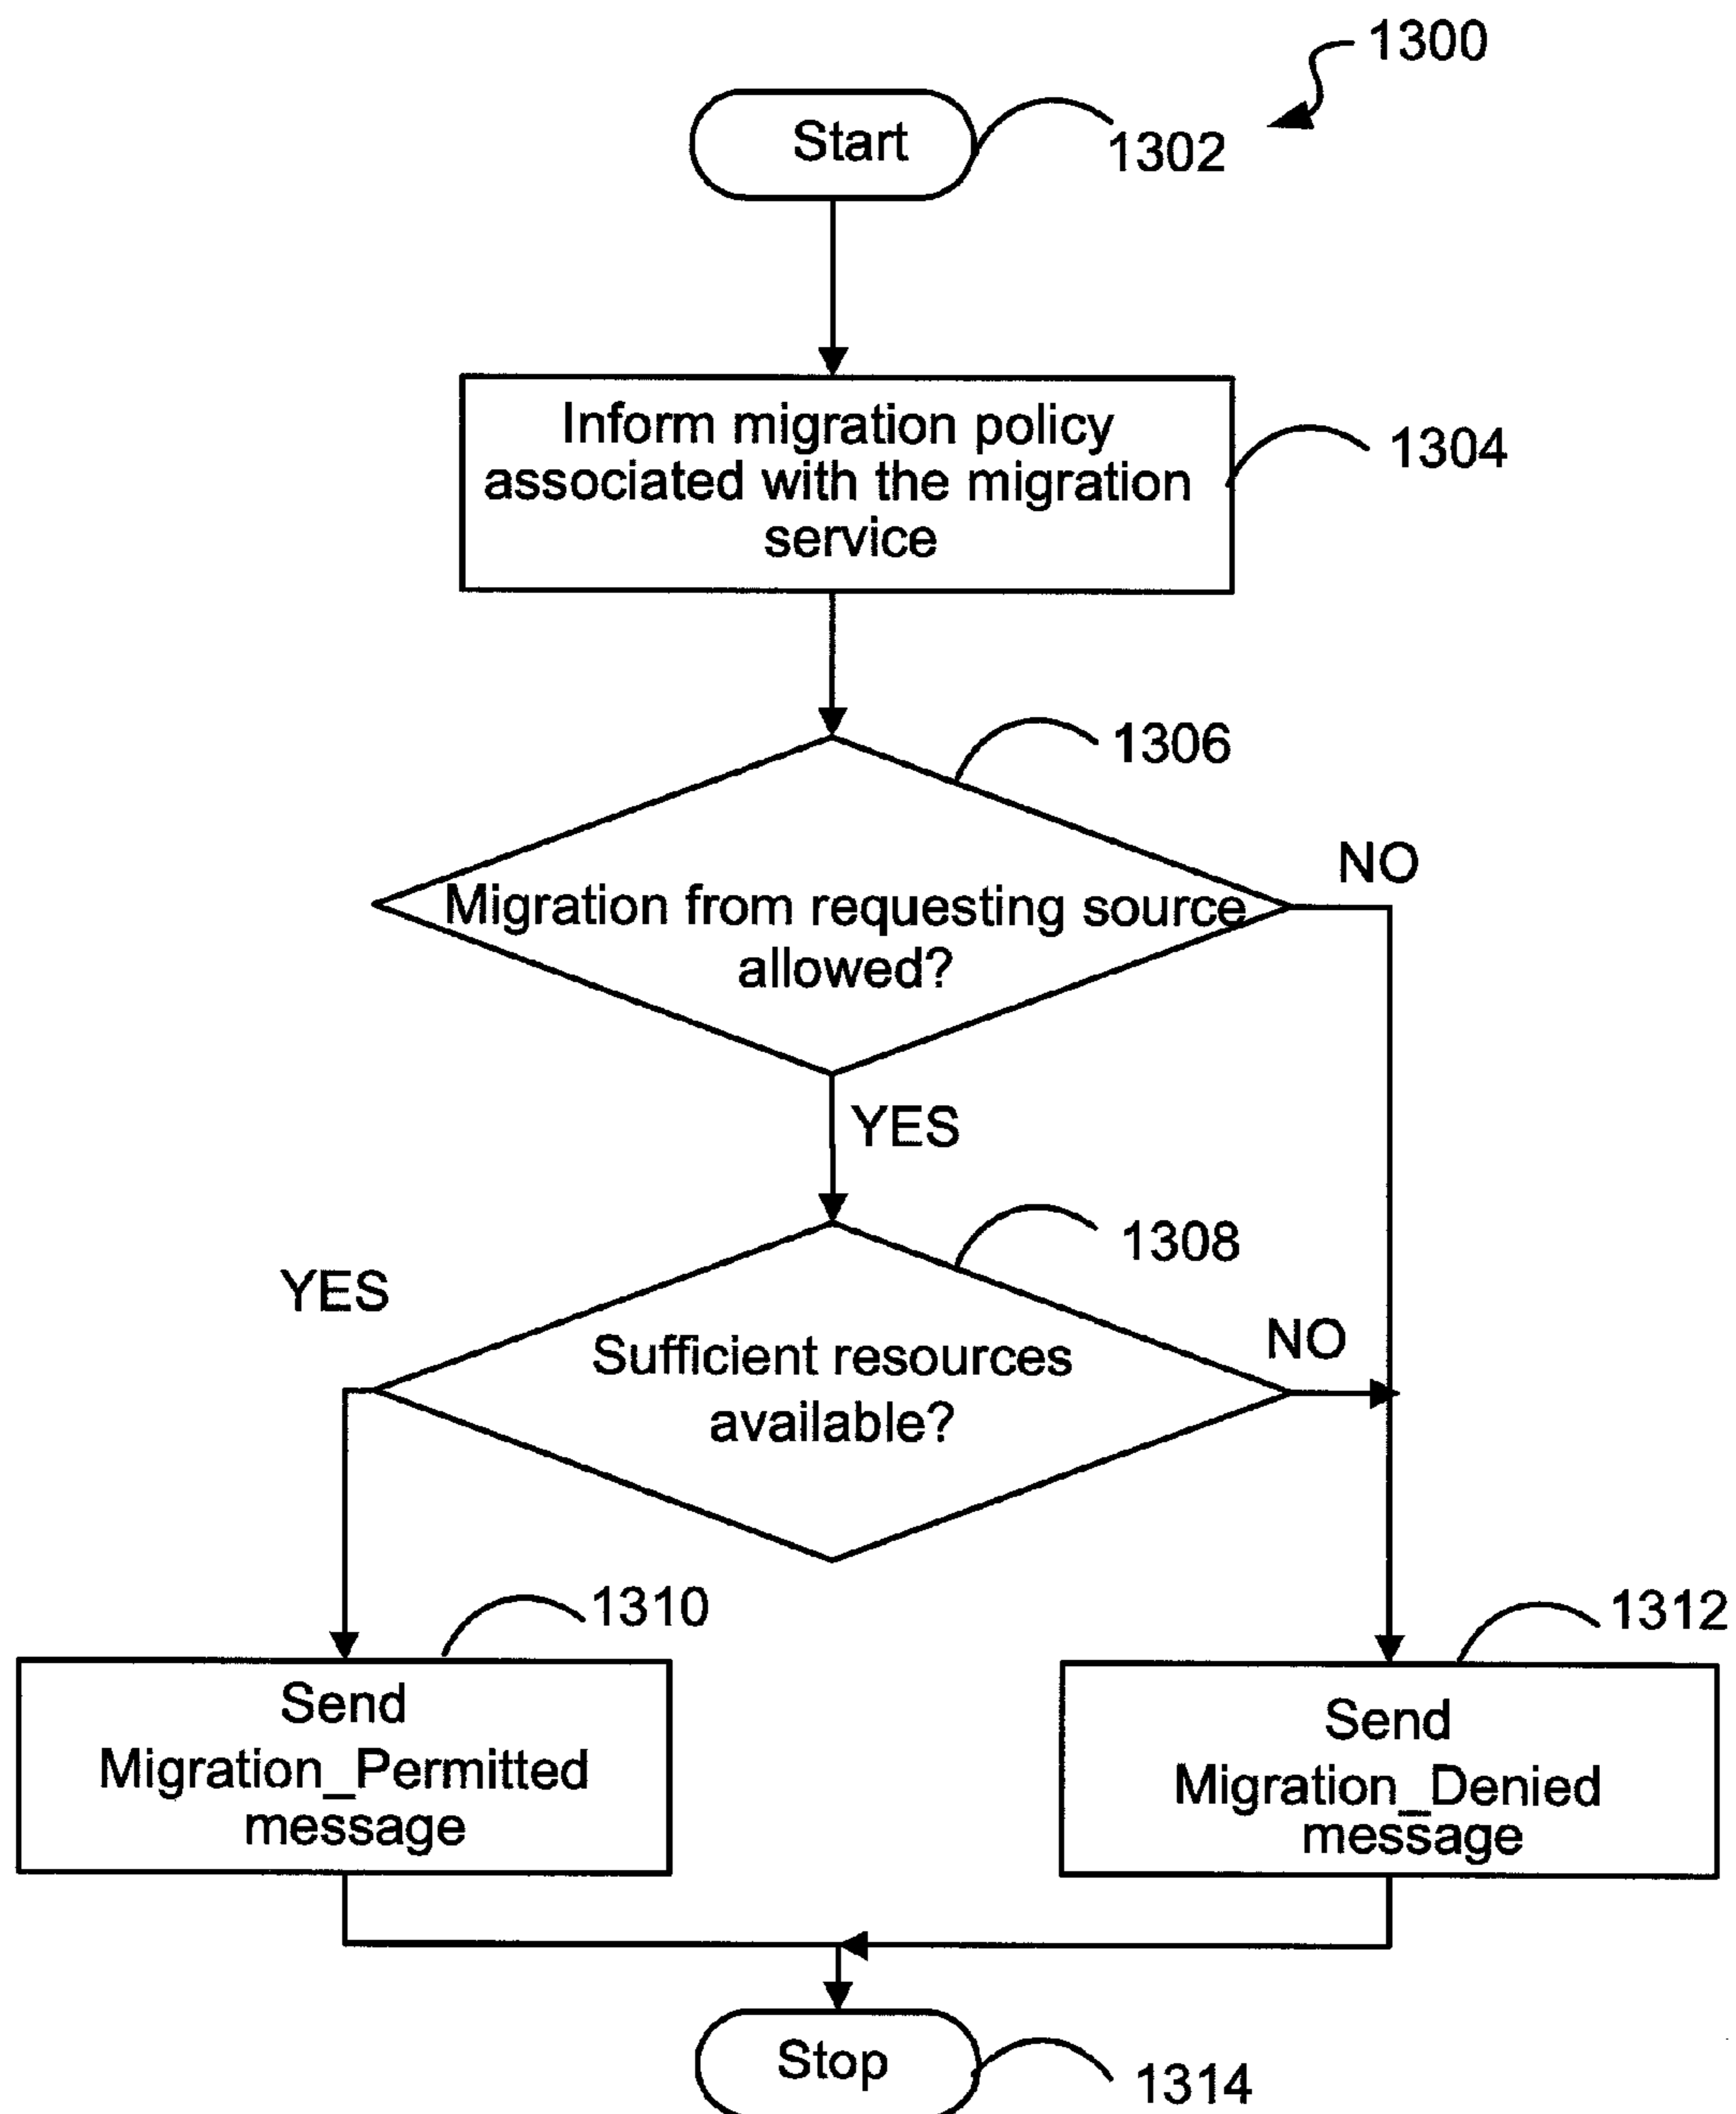 1300
Start
1302
Inform migration policy
associated with the migration
service
1304
1306
NO
Migration from requesting source
allowed?
YES
1308
YES
NO
Sufficient resources
available?
1310
1312
Send
Migration_Permitted
message
Send
Migration_Denied
message
Stop
1314